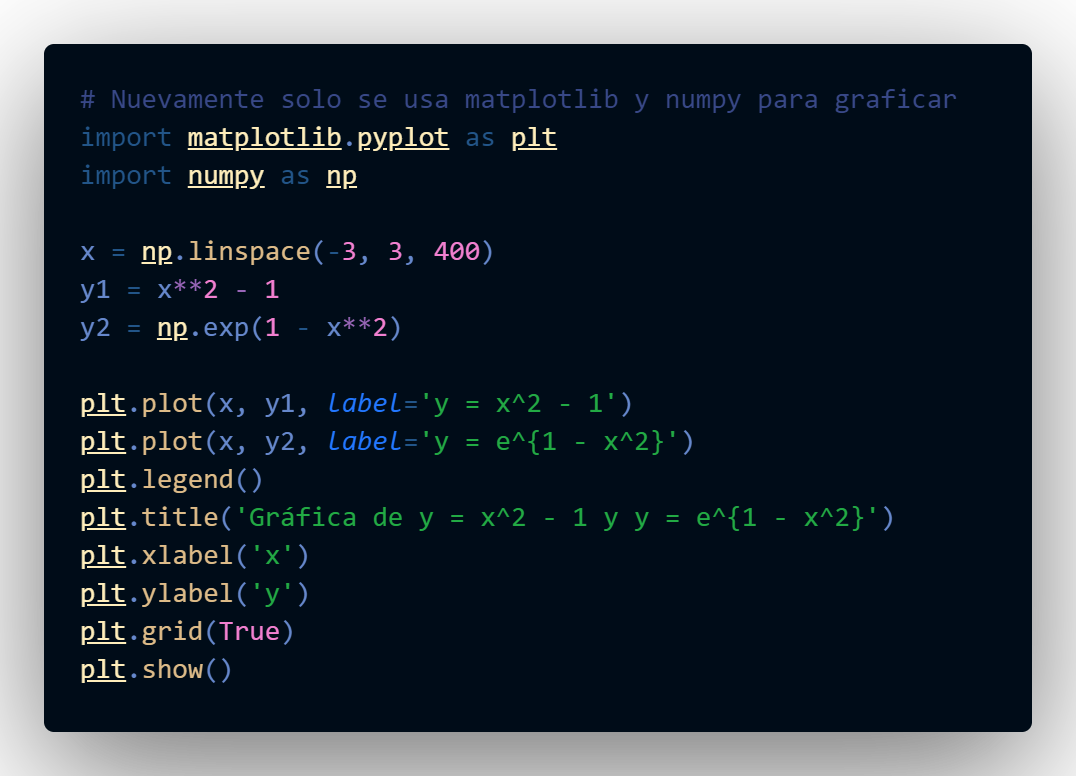 # Nuevamente solo se usa matplotlib y numpy para graficar
import matplotlib.pyplot as plt
import numpy as np
x = np.linspace(-3, 3, 400)
y1 = x**2 - 1
y2 = np.exp(1 - x**2)
plt.plot(x, y1, label='y = x^2 - 1')
plt.plot(x, y2, label='y = e^{1 - x^2}')
plt.legend()
plt.title('Gráfica de y = x^2 - 1 y y = e^{1 - x^2}')
plt.xlabel('x')
plt.ylabel('y')
plt.grid(True)
plt.show()